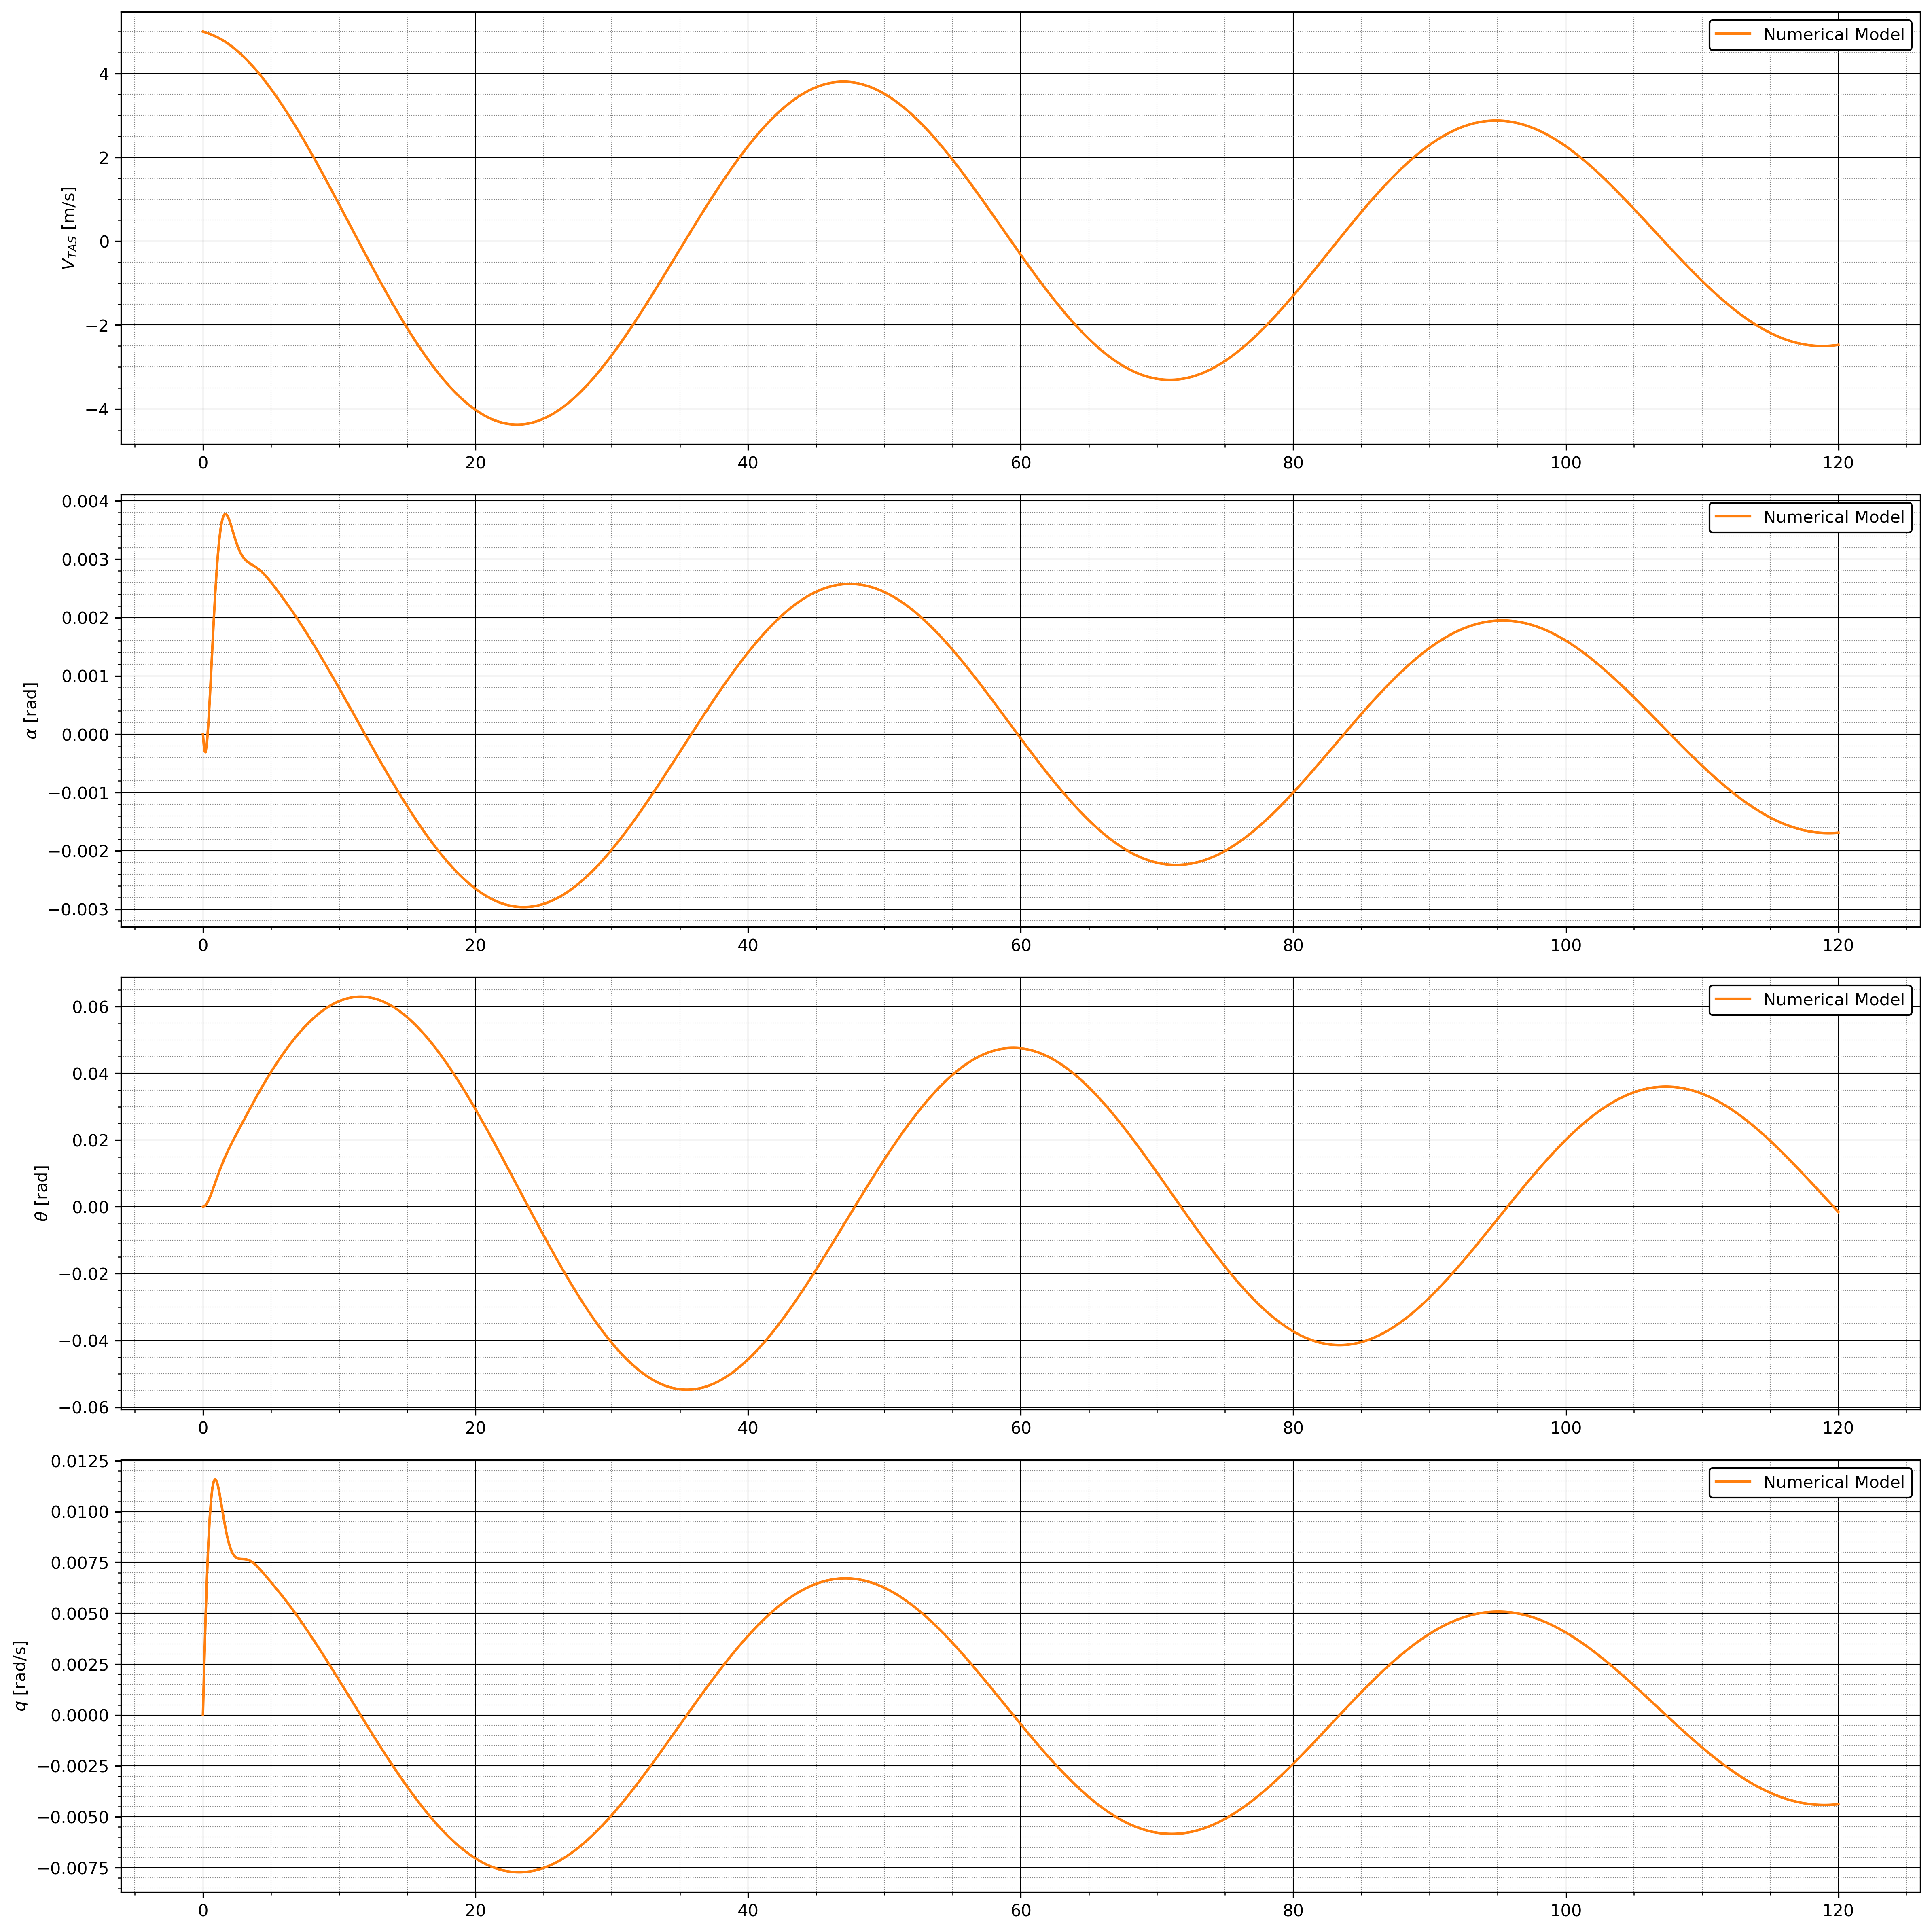 Numerical Model
4
2
0
−2
−4
V_TAS [m/s]
0 20 40 60 80 100 120
Numerical Model
0.004
0.003
0.002
0.001
0.000
−0.001
−0.002
−0.003
α [rad]
0 20 40 60 80 100 120
Numerical Model
0.06
0.04
0.02
0.00
−0.02
−0.04
−0.06
θ [rad]
0 20 40 60 80 100 120
Numerical Model
0.0125
0.0100
0.0075
0.0050
0.0025
0.0000
−0.0025
−0.0050
−0.0075
q [rad/s]
0 20 40 60 80 100 120